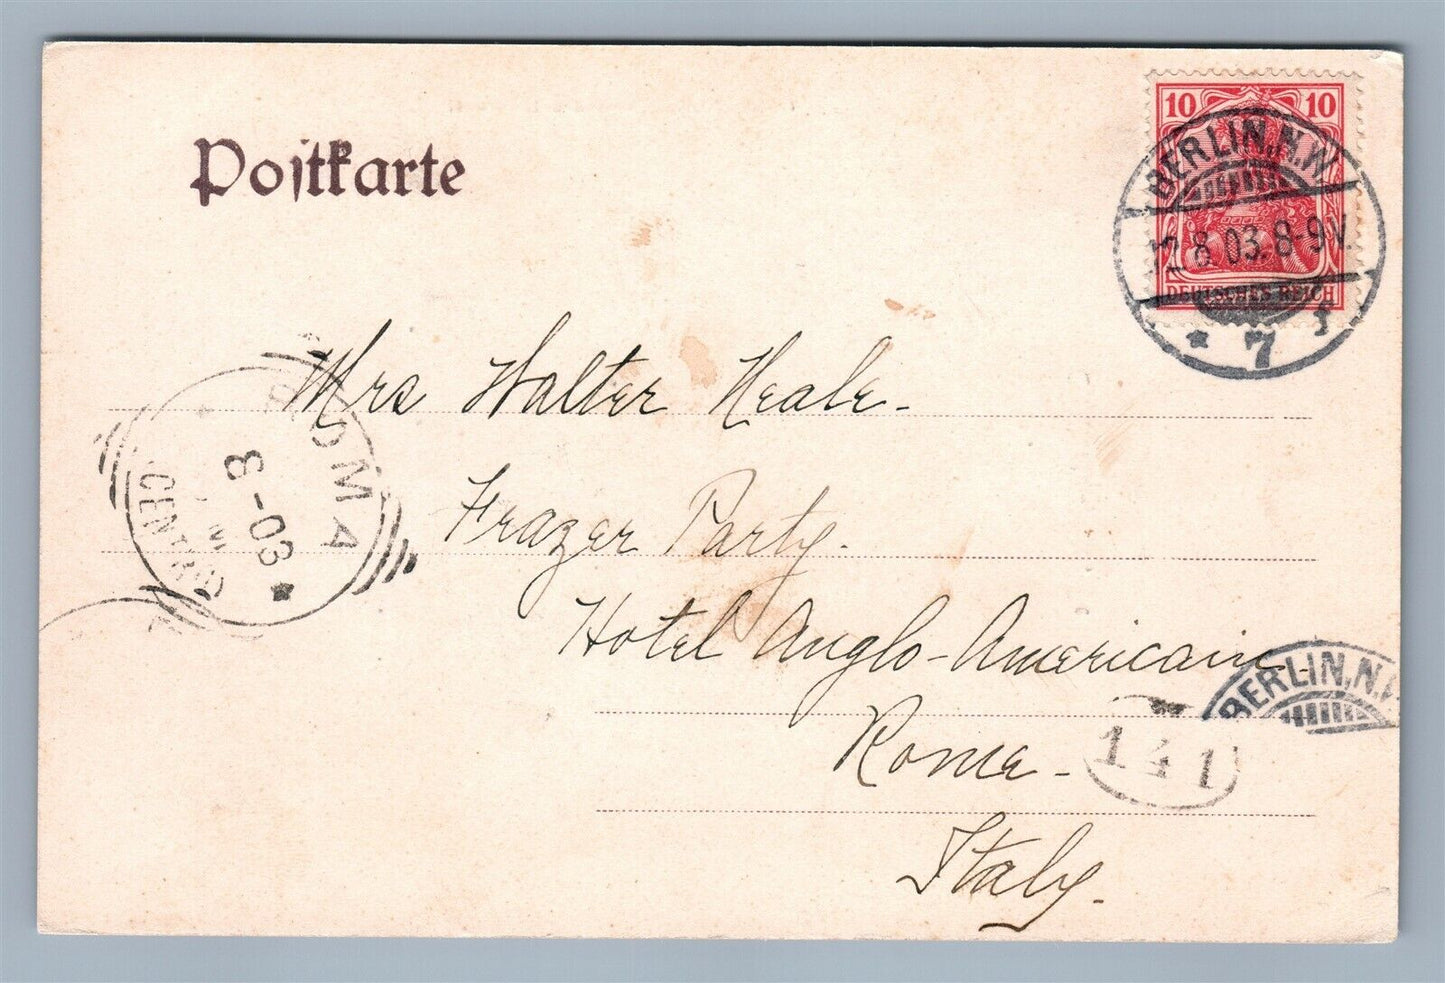 Postkarte
10 10
DEUTSCHES REICH
BERLIN, N.W.
8.03. 8-9V.
* 7 f
Mrs Walter Neale-
Frazer Party.
Hotel Anglo-Americain
Rome-
Italy.
ROMA
8-03
CENTRO
*
BERLIN, N.
141